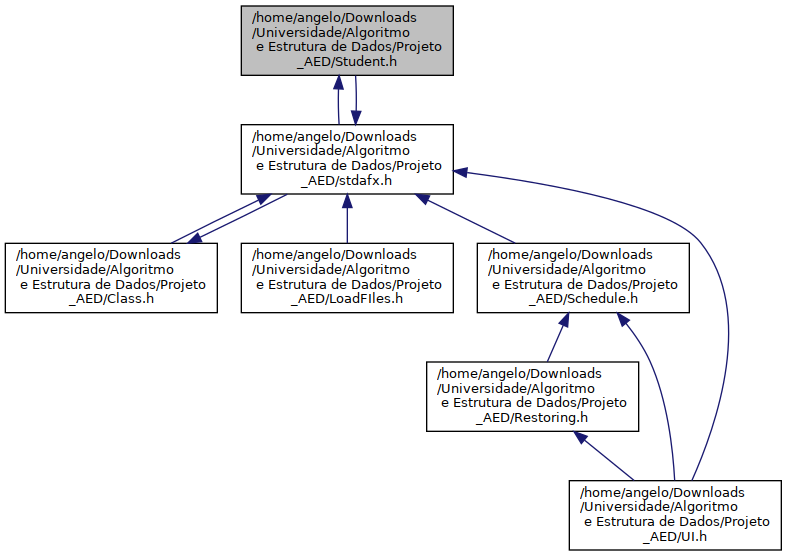 /home/angelo/Downloads
/Universidade/Algoritmo
e Estrutura de Dados/Projeto
_AED/Student.h
/home/angelo/Downloads
/Universidade/Algoritmo
e Estrutura de Dados/Projeto
_AED/stdafx.h
/home/angelo/Downloads
/Universidade/Algoritmo
e Estrutura de Dados/Projeto
_AED/Class.h
/home/angelo/Downloads
/Universidade/Algoritmo
e Estrutura de Dados/Projeto
_AED/LoadFIles.h
/home/angelo/Downloads
/Universidade/Algoritmo
e Estrutura de Dados/Projeto
_AED/Schedule.h
/home/angelo/Downloads
/Universidade/Algoritmo
e Estrutura de Dados/Projeto
_AED/Restoring.h
/home/angelo/Downloads
/Universidade/Algoritmo
e Estrutura de Dados/Projeto
_AED/UI.h